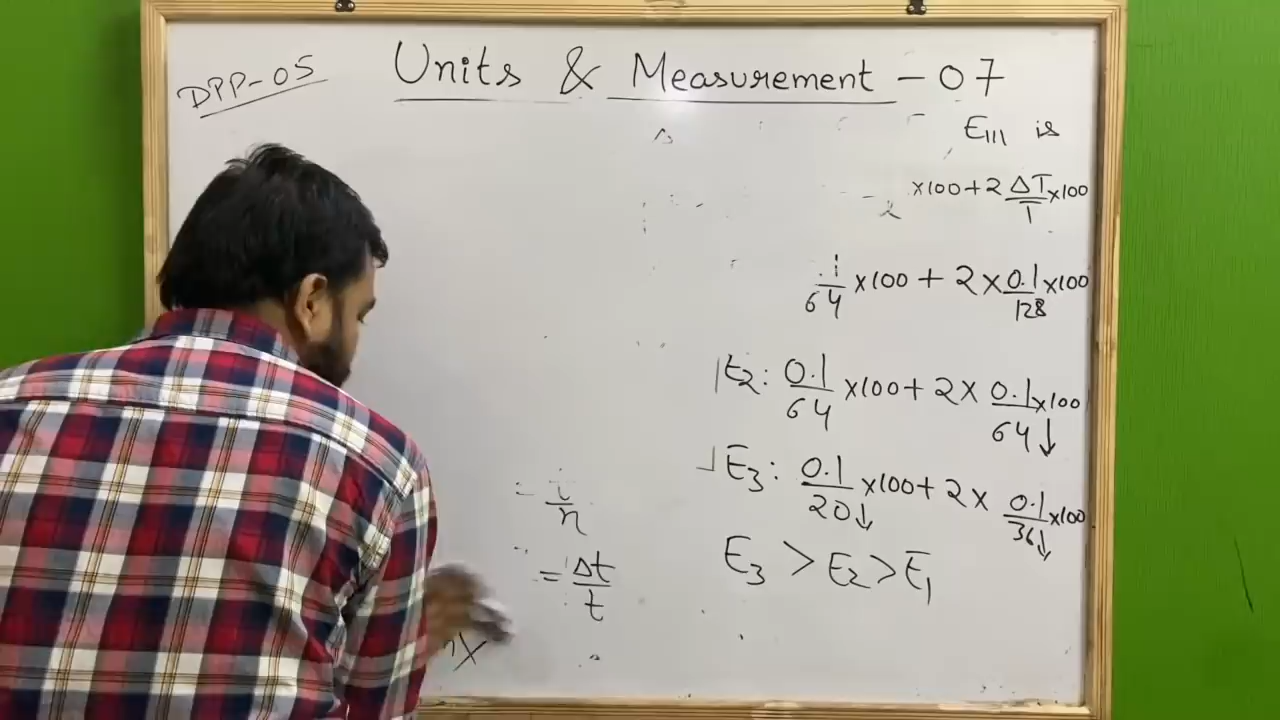 DPP-05
Units & Measurement - 07
E111 is
×100 + 2 ΔT/T ×100
.1/64 ×100 + 2 × 0.1/128 ×100
E2: 0.1/64 ×100 + 2 × 0.1/64 ↓ ×100
E3: 0.1/20 ↓ ×100 + 2 × 0.1/36 ↓ ×100
= t/n
= Δt/t
E3 > E2 > E1